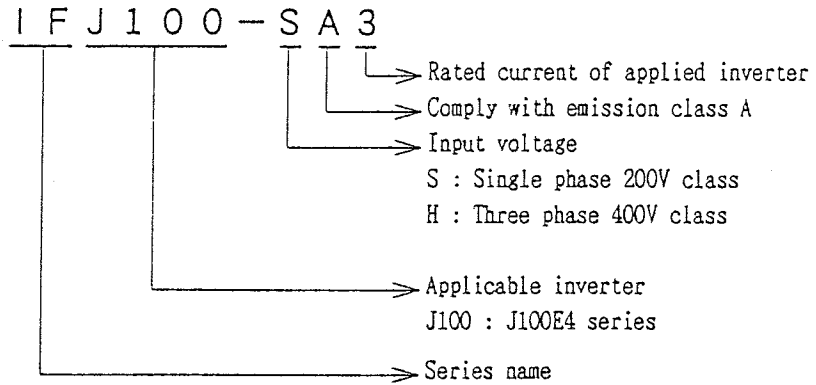 IFJ100-SA3
Rated current of applied inverter
Comply with emission class A
Input voltage
S : Single phase 200V class
H : Three phase 400V class
Applicable inverter
J100 : J100E4 series
Series name